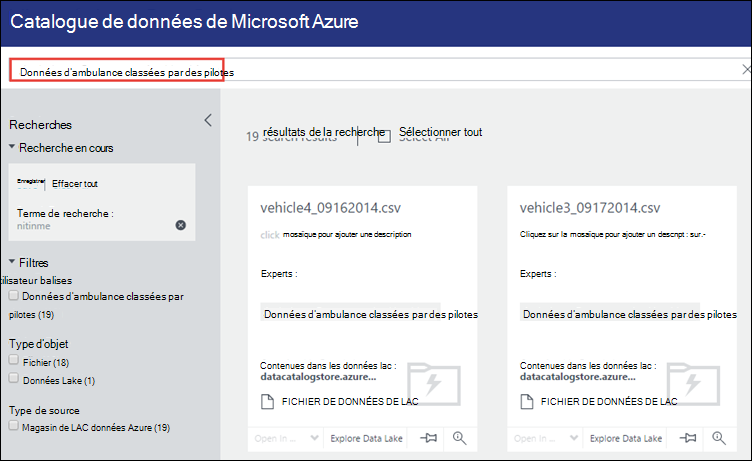 Catalogue de données de Microsoft Azure
Données d'ambulance classées par des pilotes
Recherches
Recherche en cours
Enregistrer Effacer tout
Terme de recherche :
nitinme
Filtres
ilisateur balises
Données d'ambulance classées par
pilotes (19)
Type d'objet
Fichier (18)
Données Lake (1)
Type de source
Magasin de LAC données Azure (19)
19 résultats de la recherche Sélectionner tout
vehicle4_09162014.csv
click mosaïque pour ajouter une description
Experts :
Données d'ambulance classées par des pilotes
Contenues dans les données lac :
datacatalogstore.azure...
FICHIER DE DONNÉES DE LAC
Open In ... Explore Data Lake
vehicle3_09172014.csv
Cliquez sur la mosaïque pour ajouter un descnpt : sur.-
Experts :
Données d'ambulance classées par des pilotes
Contenues dans les données lac :
datacatalogstore.azure...
FICHIER DE DONNÉES DE LAC
Open In ... Explore Data Lake